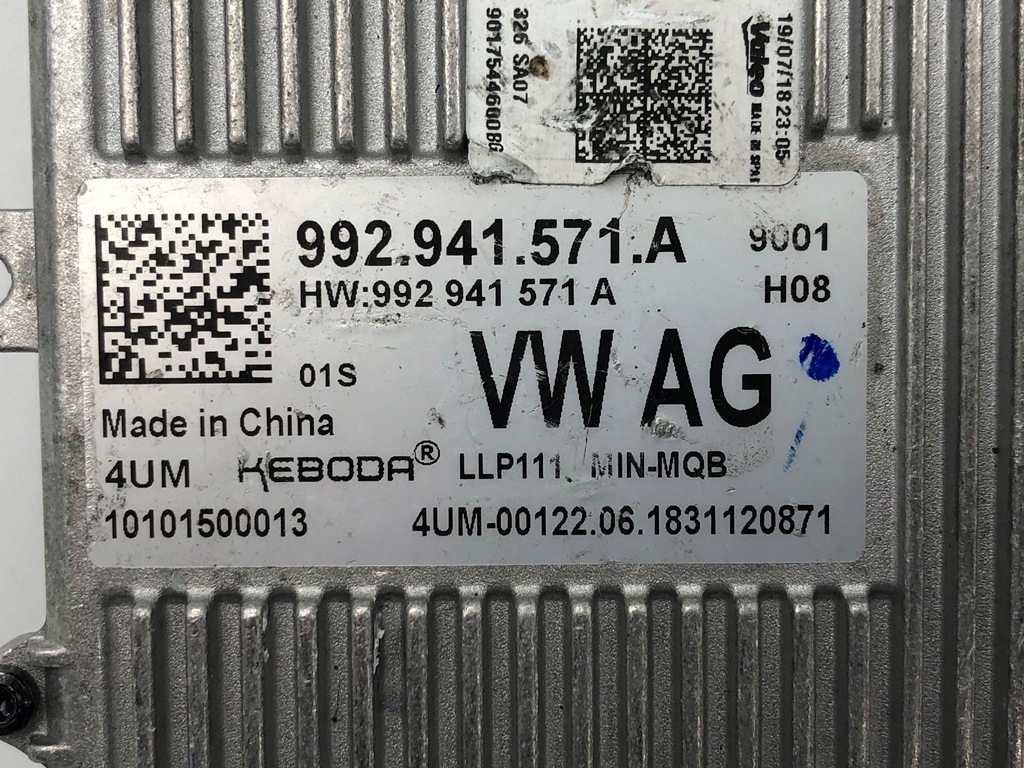 326 SA07
Valeo MADE IN SPAIN
19/07/18 23:05
992.941.571.A 9001
HW:992 941 571 A H08
01S VW AG
Made in China
4UM KEBODA® LLP111 MIN-MQB
10101500013 4UM-00122.06.1831120871